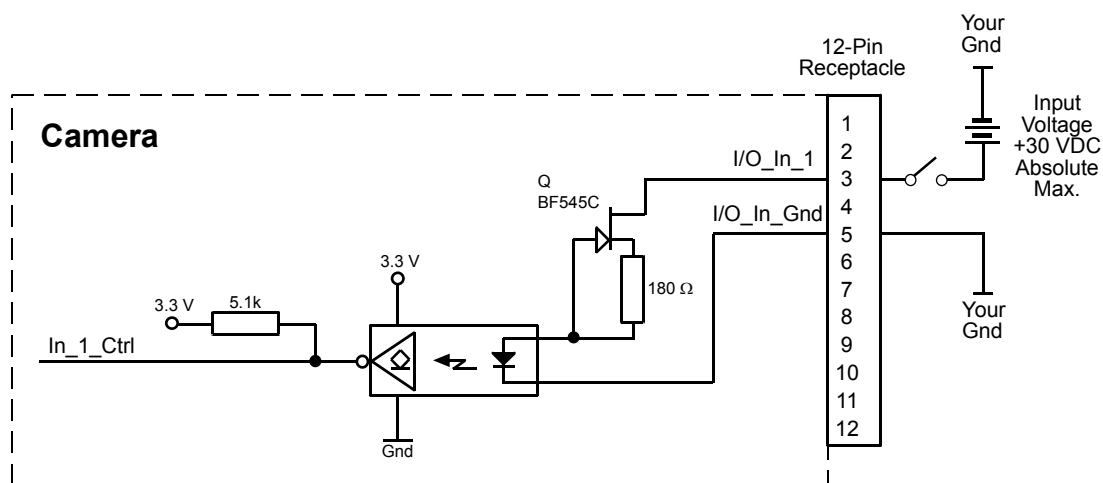 Your
Gnd
12-Pin
Receptacle
Input
Voltage
+30 VDC
Absolute
Max.
Camera
1
2
3
4
5
6
7
8
9
10
11
12
I/O_In_1
Q
BF545C
I/O_In_Gnd
180 Ω
3.3 V
3.3 V
5.1k
In_1_Ctrl
Gnd
Your
Gnd